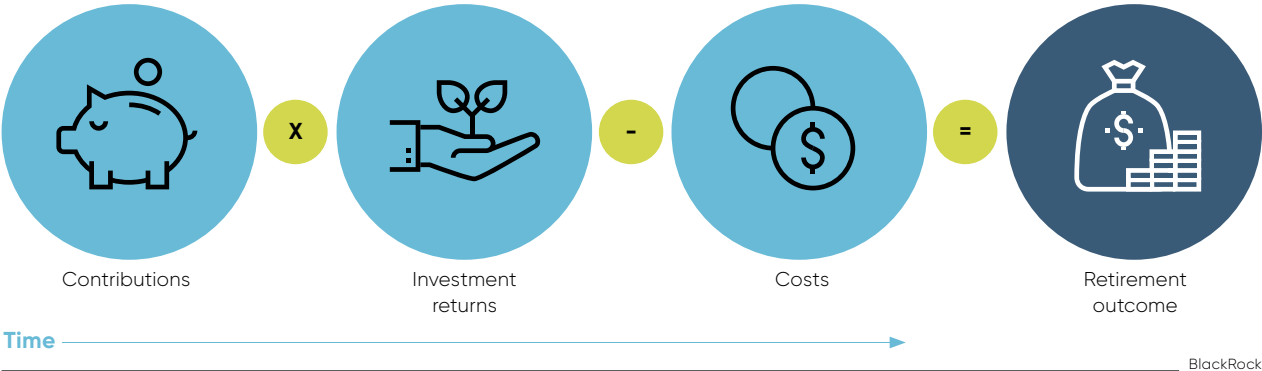 X
-
=
$
$
Contributions
Investment
returns
Costs
Retirement
outcome
Time
BlackRock